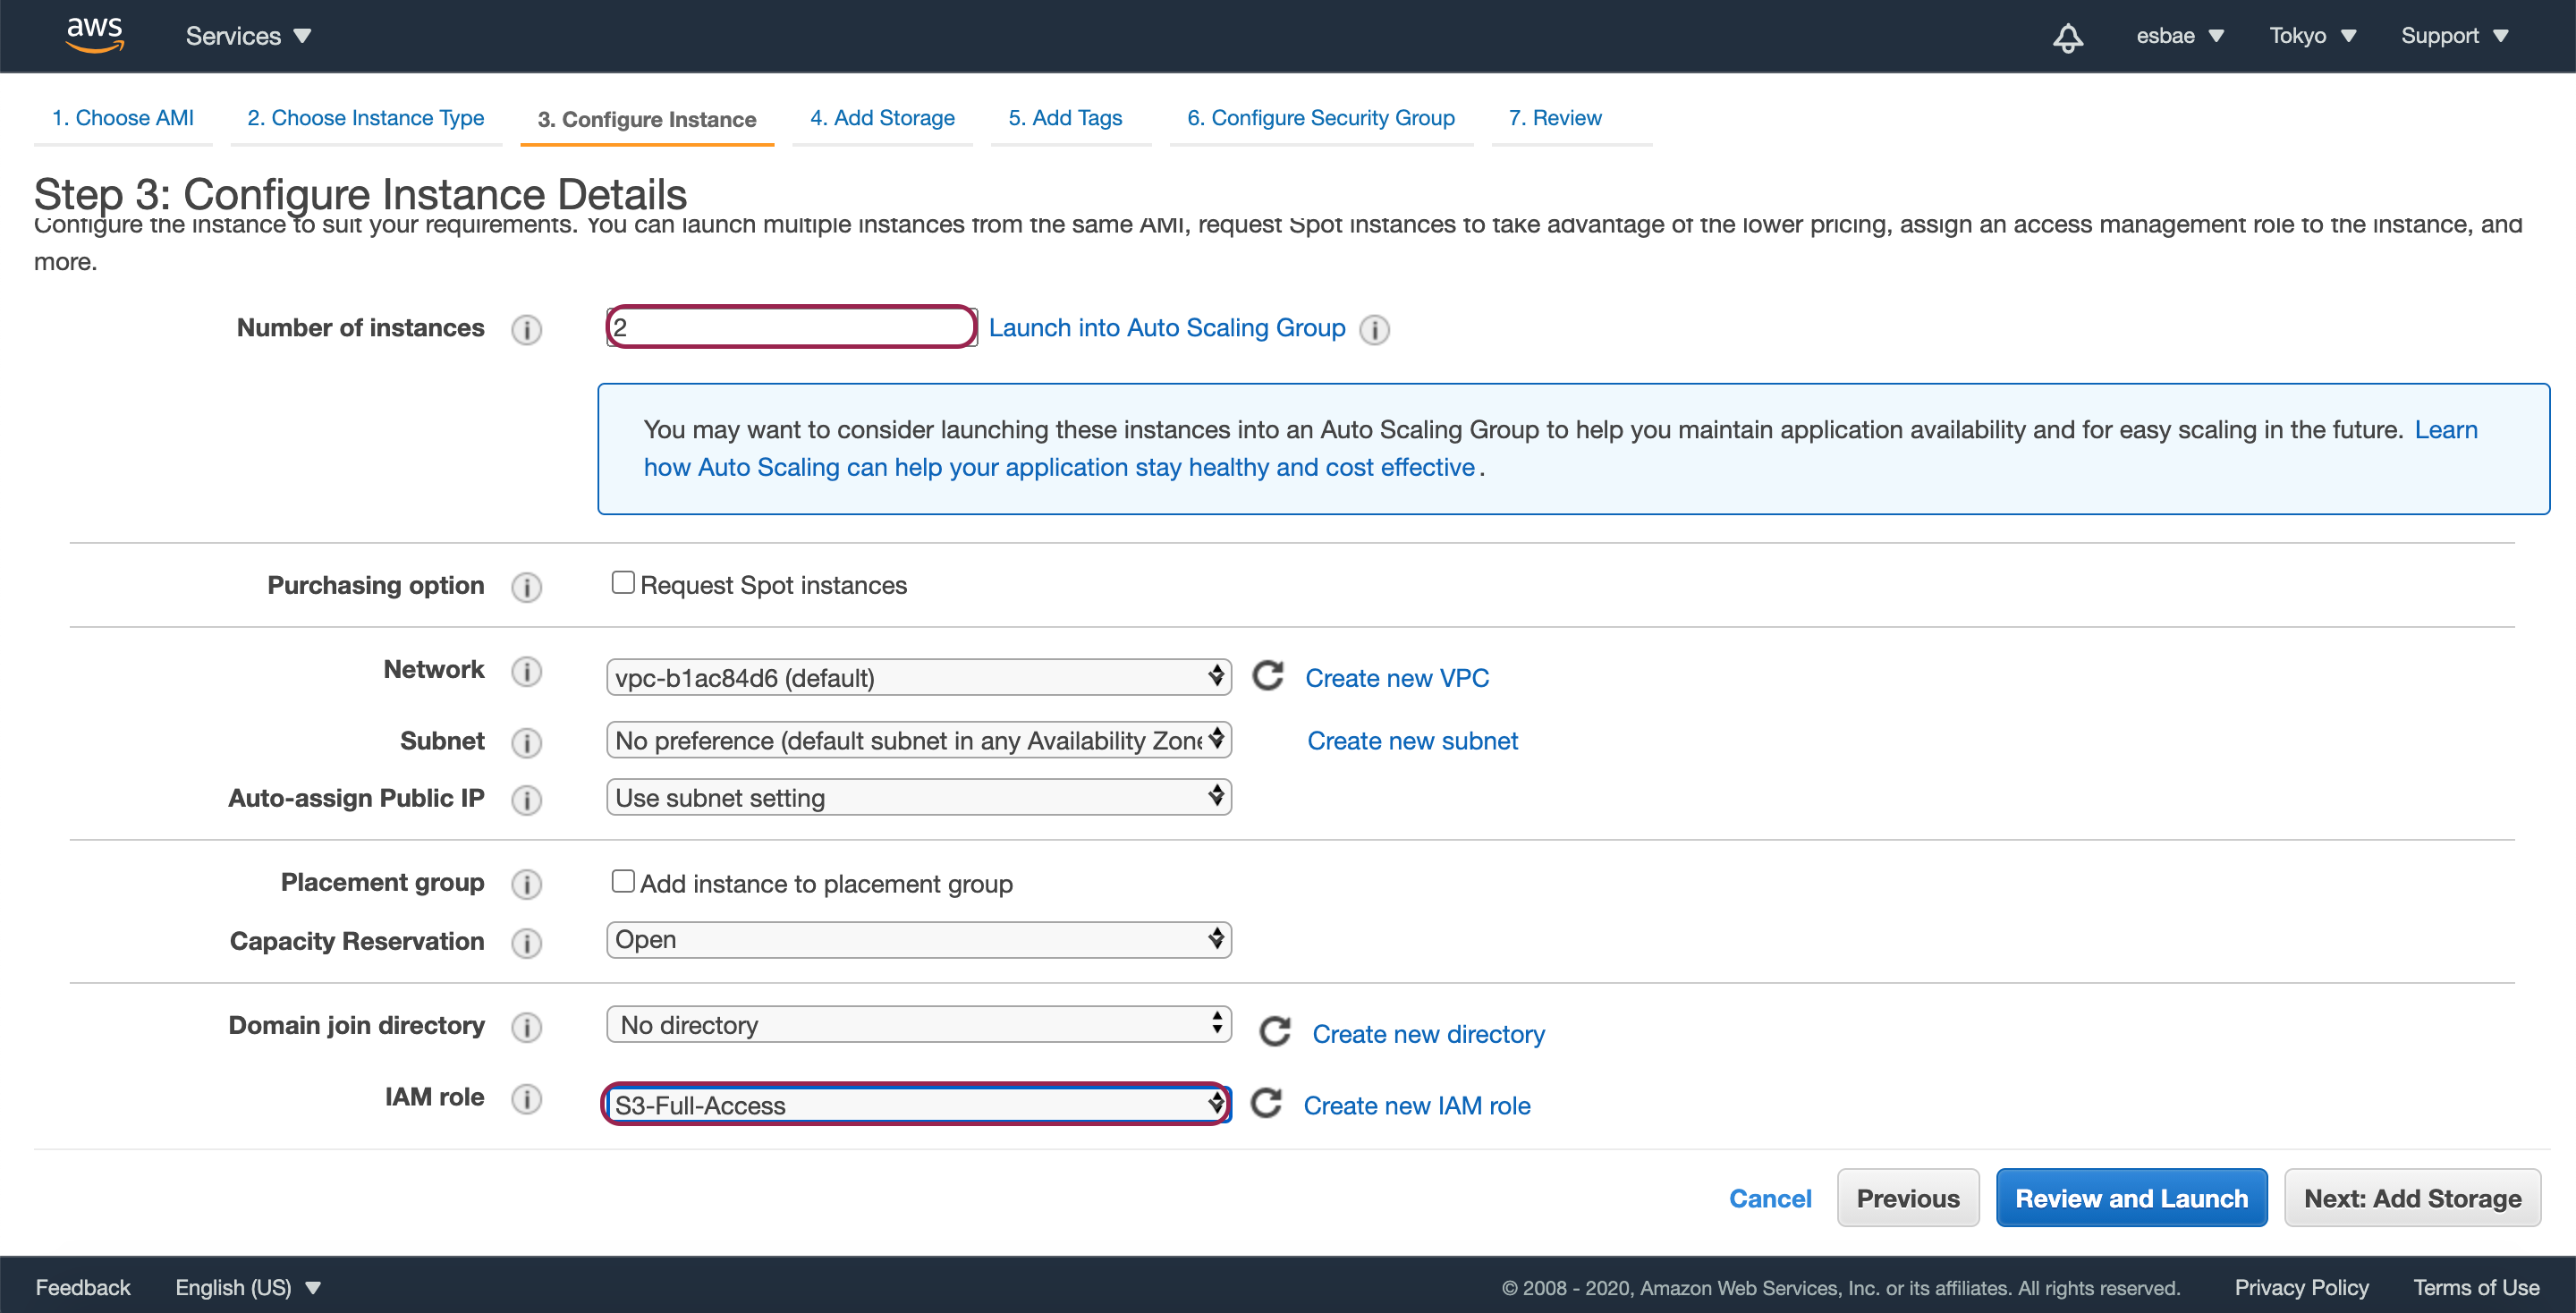 aws Services esbae Tokyo Support
1. Choose AMI 2. Choose Instance Type 3. Configure Instance 4. Add Storage 5. Add Tags 6. Configure Security Group 7. Review
Step 3: Configure Instance Details
Configure the instance to suit your requirements. You can launch multiple instances from the same AMI, request Spot instances to take advantage of the lower pricing, assign an access management role to the instance, and
more.
Number of instances 2 Launch into Auto Scaling Group
You may want to consider launching these instances into an Auto Scaling Group to help you maintain application availability and for easy scaling in the future. Learn
how Auto Scaling can help your application stay healthy and cost effective.
Purchasing option Request Spot instances
Network vpc-b1ac84d6 (default) Create new VPC
Subnet No preference (default subnet in any Availability Zone Create new subnet
Auto-assign Public IP Use subnet setting
Placement group Add instance to placement group
Capacity Reservation Open
Domain join directory No directory Create new directory
IAM role S3-Full-Access Create new IAM role
Cancel Previous Review and Launch Next: Add Storage
Feedback English (US) © 2008 - 2020, Amazon Web Services, Inc. or its affiliates. All rights reserved. Privacy Policy Terms of Use